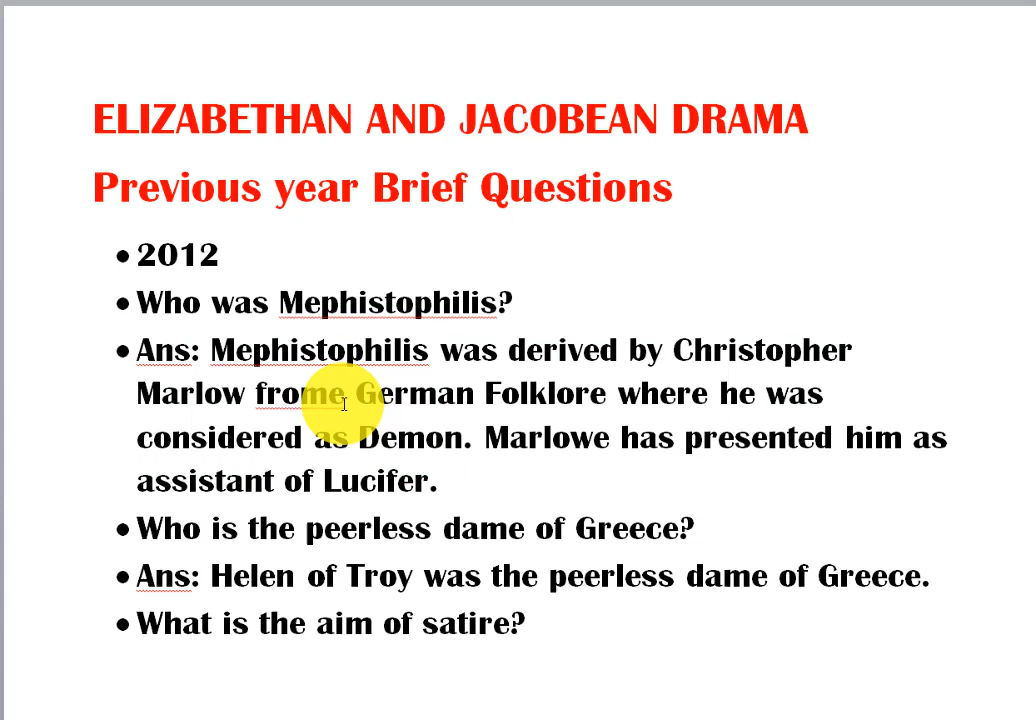 ELIZABETHAN AND JACOBEAN DRAMA
Previous year Brief Questions
• 2012
• Who was Mephistophilis?
• Ans: Mephistophilis was derived by Christopher
Marlow frome German Folklore where he was
considered as Demon. Marlowe has presented him as
assistant of Lucifer.
• Who is the peerless dame of Greece?
• Ans: Helen of Troy was the peerless dame of Greece.
• What is the aim of satire?